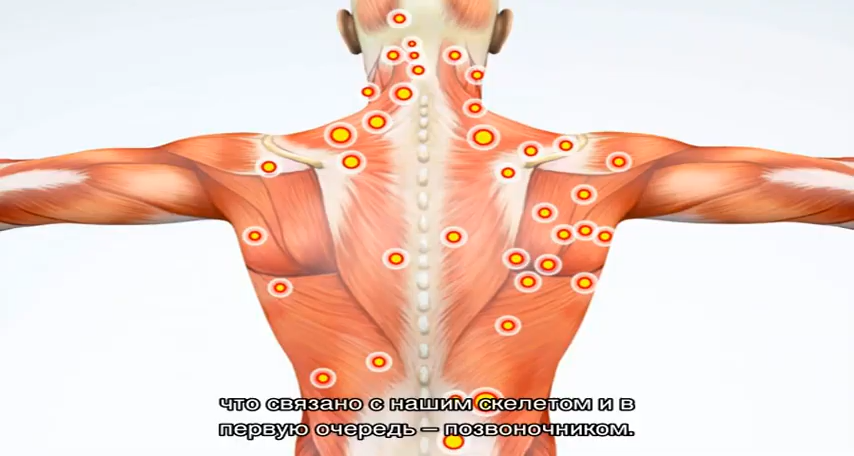 что связано с нашим скелетом и в
первую очередь – позвоночником.